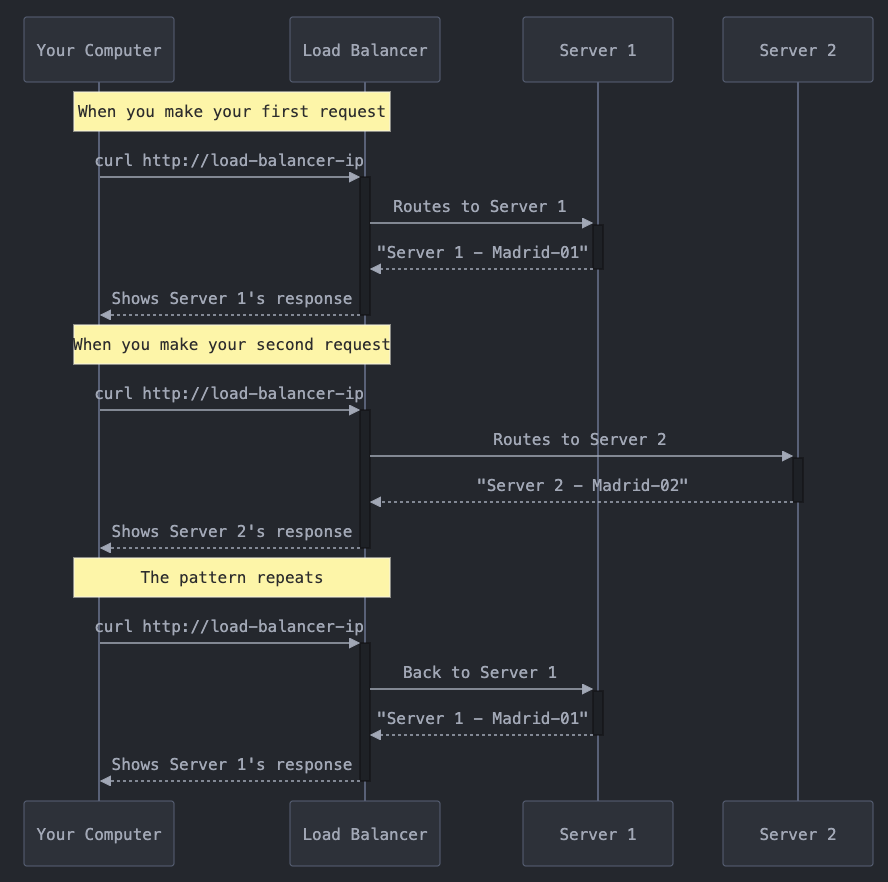 Your Computer
Load Balancer
Server 1
Server 2
When you make your first request
curl http://load-balancer-ip
Routes to Server 1
"Server 1 - Madrid-01"
Shows Server 1's response
When you make your second request
curl http://load-balancer-ip
Routes to Server 2
"Server 2 - Madrid-02"
Shows Server 2's response
The pattern repeats
curl http://load-balancer-ip
Back to Server 1
"Server 1 - Madrid-01"
Shows Server 1's response
Your Computer
Load Balancer
Server 1
Server 2